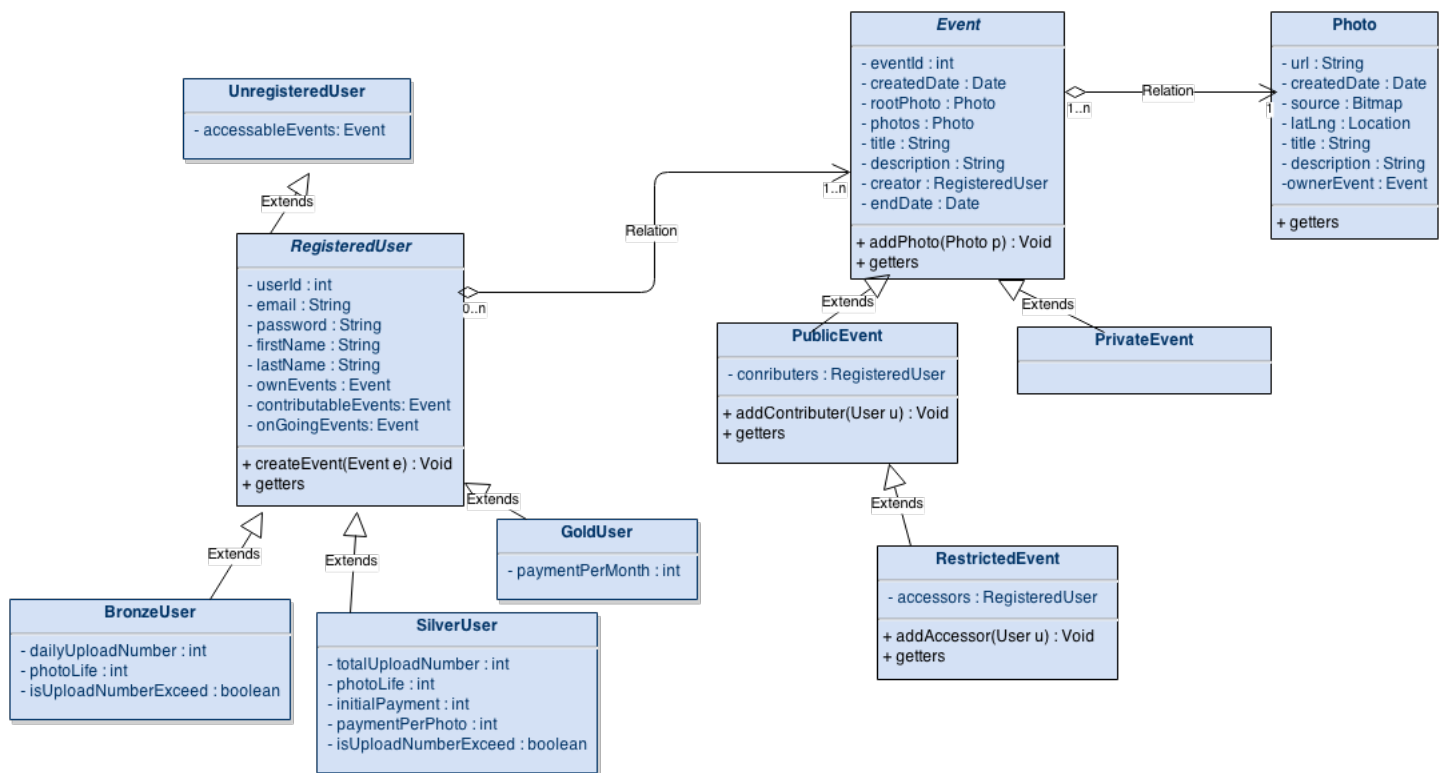 UnregisteredUser
- accessableEvents: Event
Extends
RegisteredUser
- userId : int
- email : String
- password : String
- firstName : String
- lastName : String
- ownEvents : Event
- contributableEvents: Event
- onGoingEvents: Event
+ createEvent(Event e) : Void
+ getters
0..n
Relation
1..n
Extends
BronzeUser
- dailyUploadNumber : int
- photoLife : int
- isUploadNumberExceed : boolean
Extends
SilverUser
- totalUploadNumber : int
- photoLife : int
- initialPayment : int
- paymentPerPhoto : int
- isUploadNumberExceed : boolean
Extends
GoldUser
- paymentPerMonth : int
Event
- eventId : int
- createdDate : Date
- rootPhoto : Photo
- photos : Photo
- title : String
- description : String
- creator : RegisteredUser
- endDate : Date
+ addPhoto(Photo p) : Void
+ getters
1..n
Relation
1
Photo
- url : String
- createdDate : Date
- source : Bitmap
- latLng : Location
- title : String
- description : String
-ownerEvent : Event
+ getters
Extends
PublicEvent
- conributers : RegisteredUser
+ addContributer(User u) : Void
+ getters
Extends
PrivateEvent
Extends
RestrictedEvent
- accessors : RegisteredUser
+ addAccessor(User u) : Void
+ getters